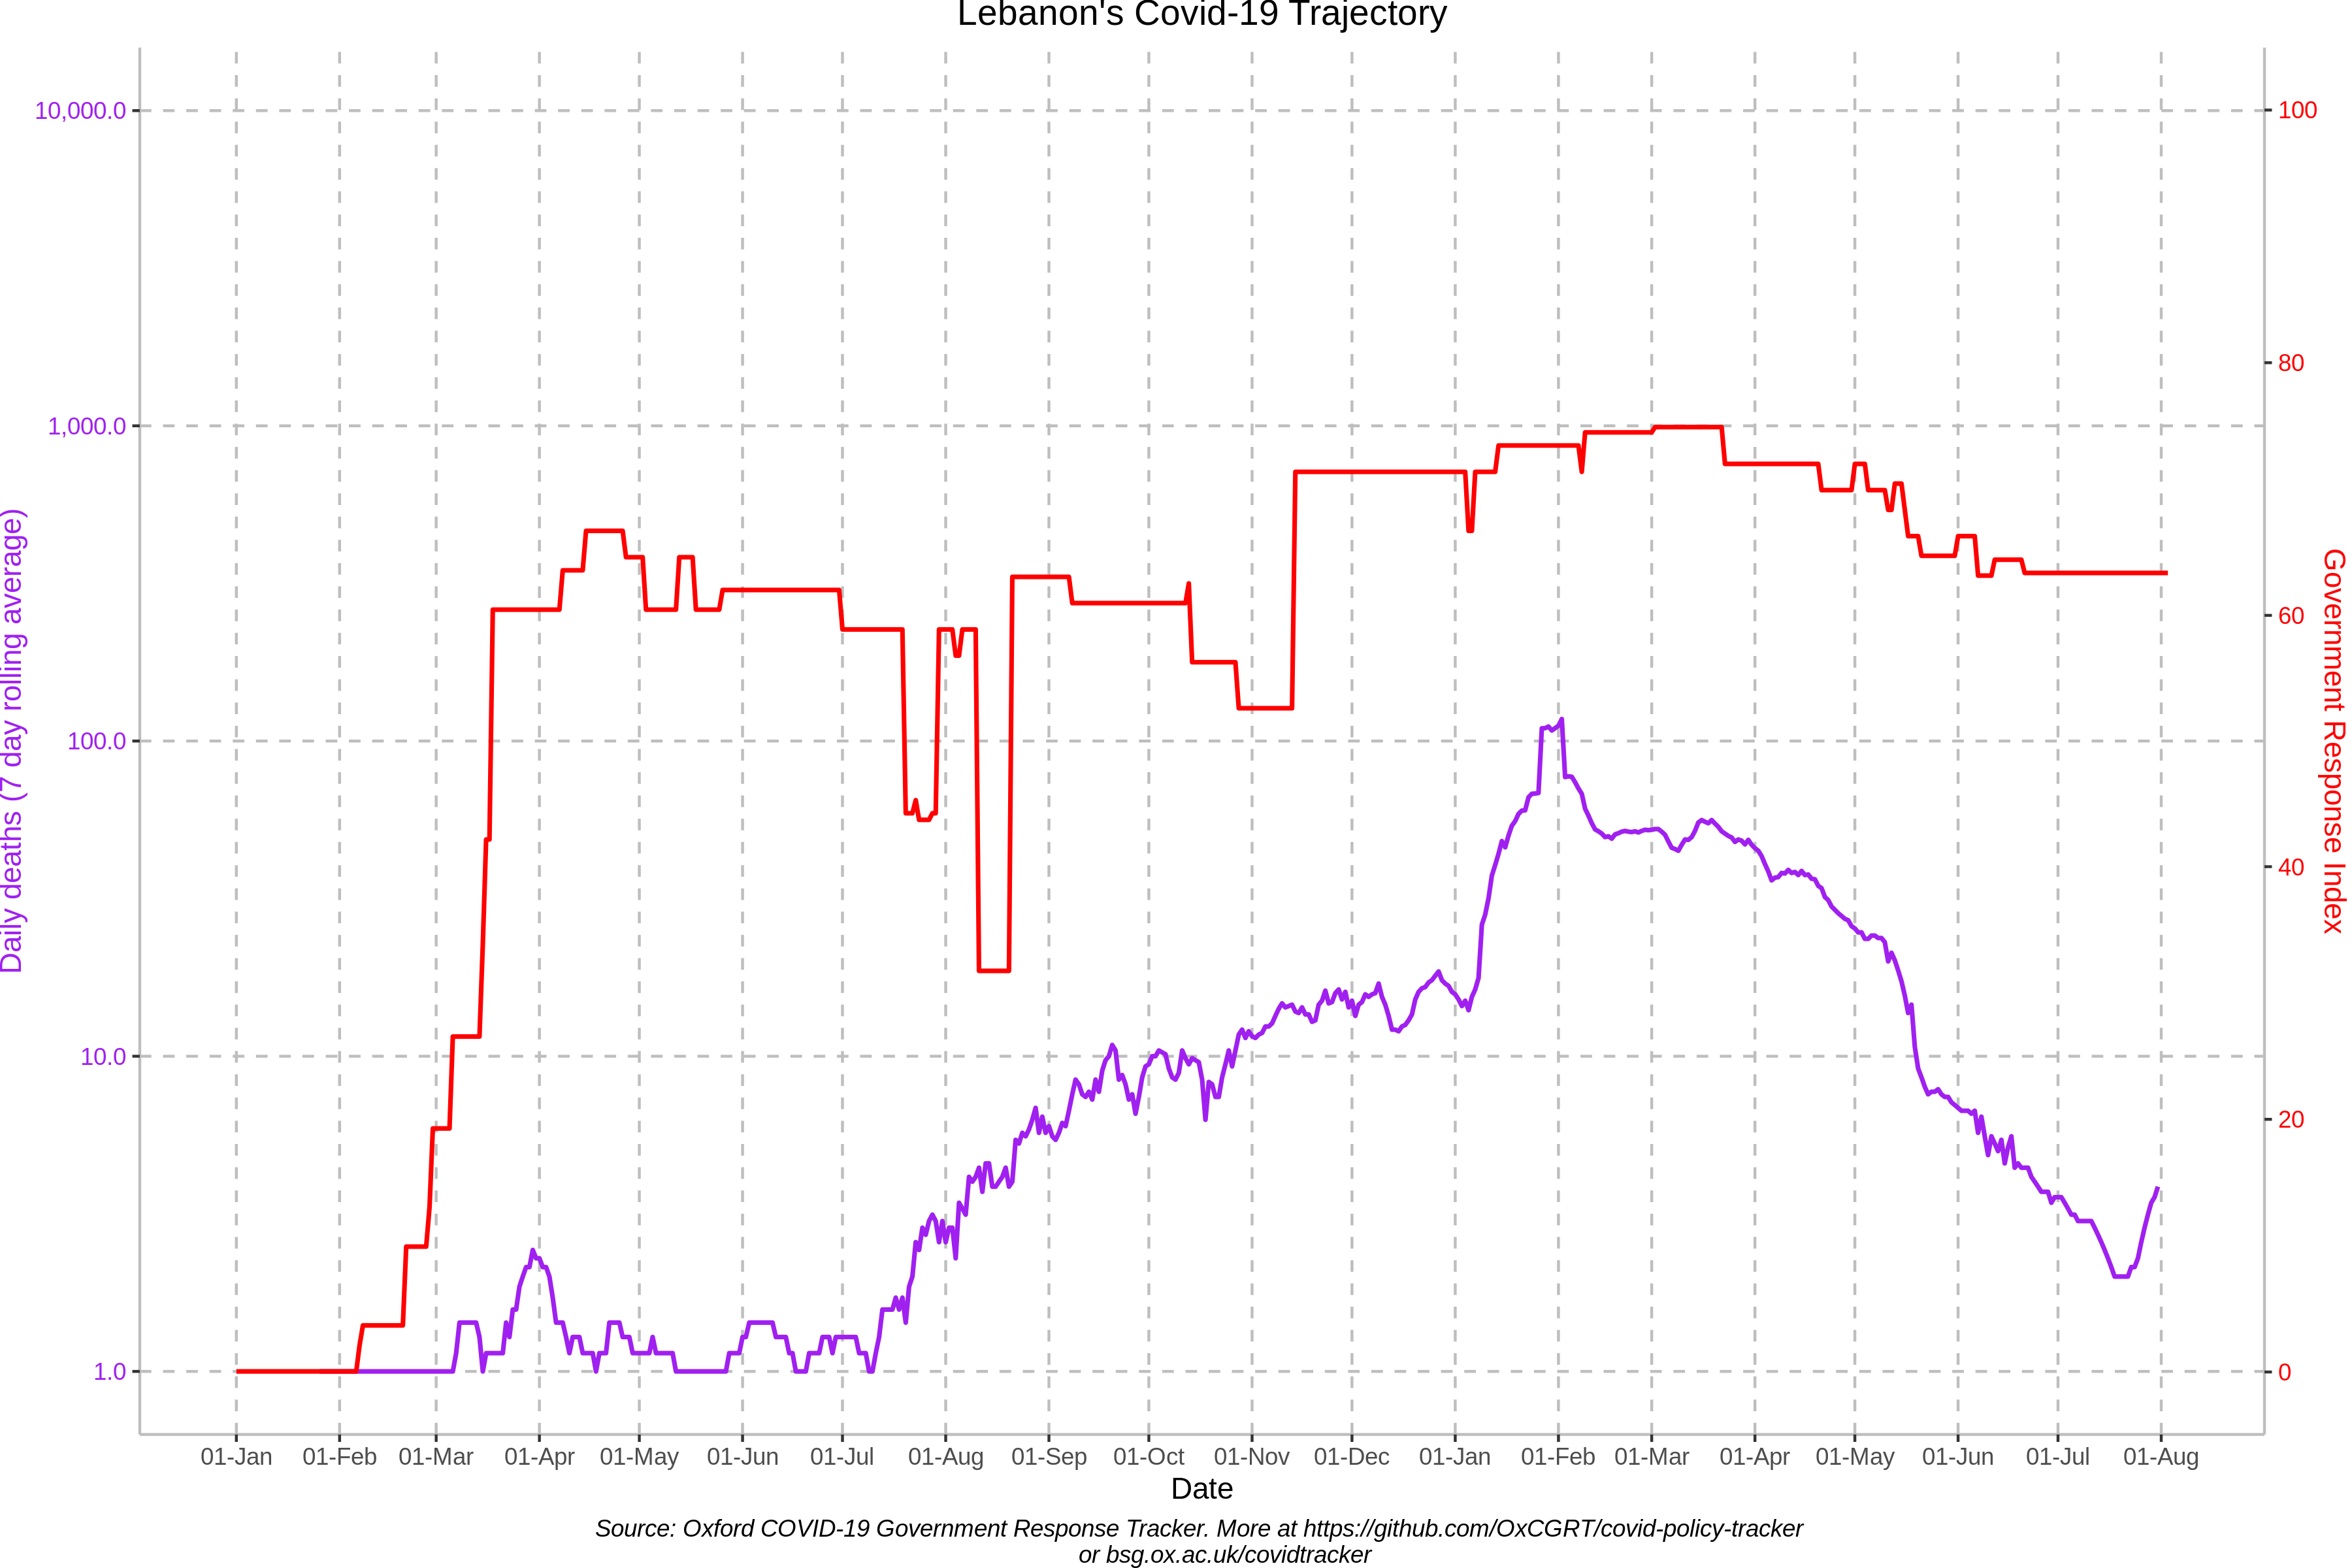 Lebanon's Covid-19 Trajectory
10,000.0
1,000.0
100.0
10.0
1.0
Daily deaths (7 day rolling average)
100
80
60
40
20
0
Government Response Index
01-Jan 01-Feb 01-Mar 01-Apr 01-May 01-Jun 01-Jul 01-Aug 01-Sep 01-Oct 01-Nov 01-Dec 01-Jan 01-Feb 01-Mar 01-Apr 01-May 01-Jun 01-Jul 01-Aug
Date
Source: Oxford COVID-19 Government Response Tracker. More at https://github.com/OxCGRT/covid-policy-tracker
or bsg.ox.ac.uk/covidtracker